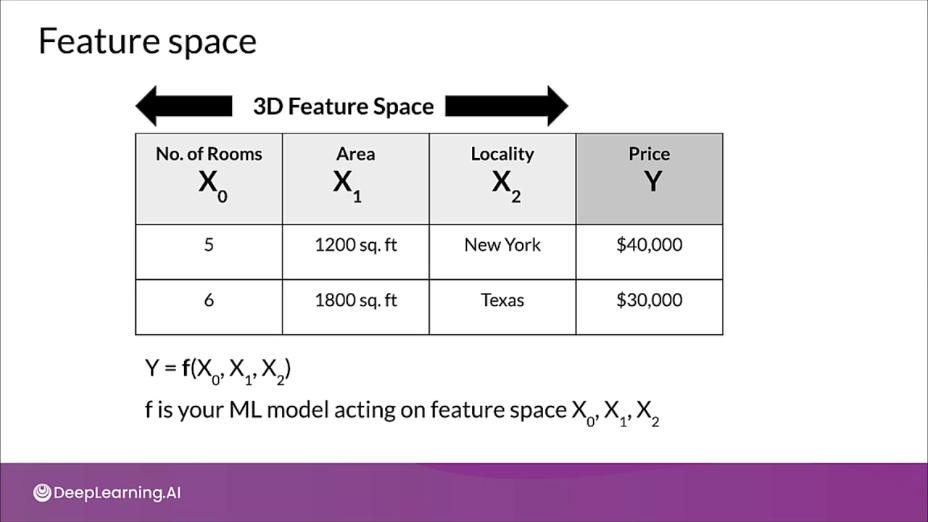 Feature space
3D Feature Space
No. of Rooms Area Locality Price
X0 X1 X2 Y
5 1200 sq. ft New York $40,000
6 1800 sq. ft Texas $30,000
Y = f(X0, X1, X2)
f is your ML model acting on feature space X0, X1, X2
DeepLearning.AI